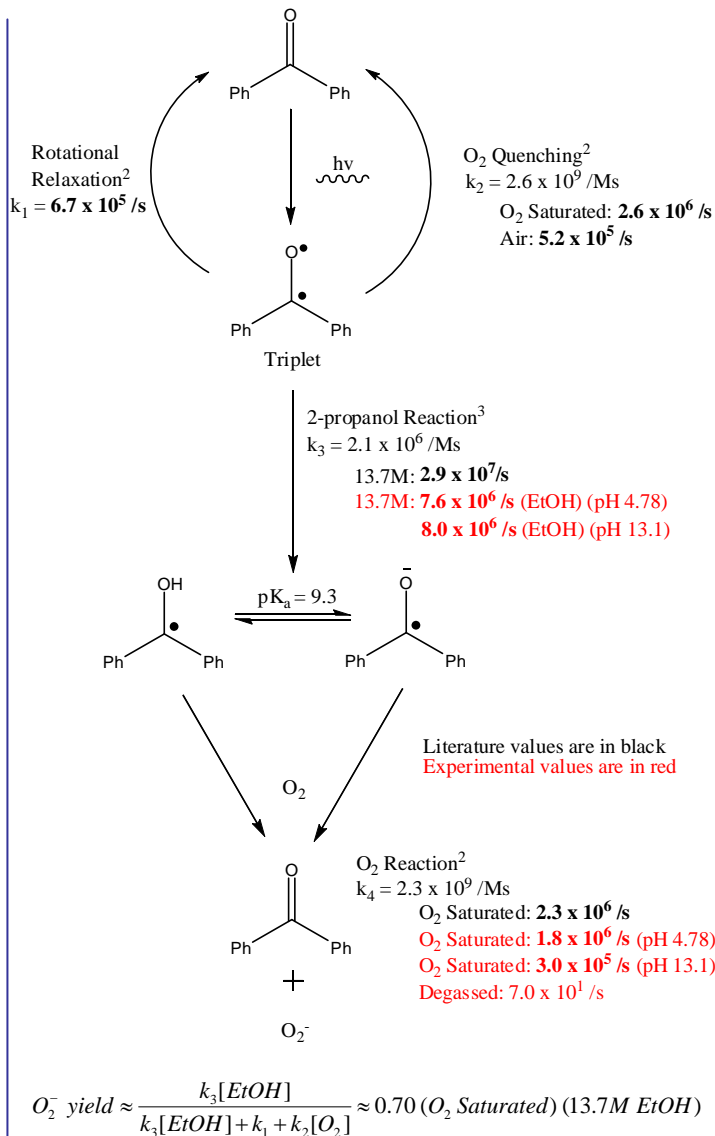 O
Ph Ph
Rotational
Relaxation²
k₁ = 6.7 x 10⁵ /s
hv
O₂ Quenching²
k₂ = 2.6 x 10⁹ /Ms
O₂ Saturated: 2.6 x 10⁶ /s
Air: 5.2 x 10⁵ /s
O
Ph Ph
Triplet
2-propanol Reaction³
k₃ = 2.1 x 10⁶ /Ms
13.7M: 2.9 x 10⁷/s
13.7M: 7.6 x 10⁶ /s (EtOH) (pH 4.78)
8.0 x 10⁶ /s (EtOH) (pH 13.1)
OH
Ph Ph
pKₐ = 9.3
O⁻
Ph Ph
Literature values are in black
Experimental values are in red
O₂
O
Ph Ph
+
O₂⁻
O₂ Reaction²
k₄ = 2.3 x 10⁹ /Ms
O₂ Saturated: 2.3 x 10⁶ /s
O₂ Saturated: 1.8 x 10⁶ /s (pH 4.78)
O₂ Saturated: 3.0 x 10⁵ /s (pH 13.1)
Degassed: 7.0 x 10¹ /s
O₂⁻ yield ≈ k₃[EtOH] / k₃[EtOH] + k₁ + k₂[O₂] ≈ 0.70 (O₂ Saturated) (13.7M EtOH)